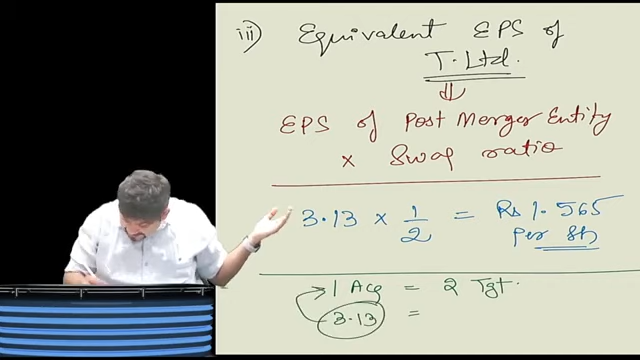 iii) Equivalent EPS of
T. Ltd.
⇓
EPS of Post Merger Entity
× Swap ratio
3.13 × 1/2 = Rs 1.565
per sh
→ 1 Acq = 2 Tgt.
3.13 =